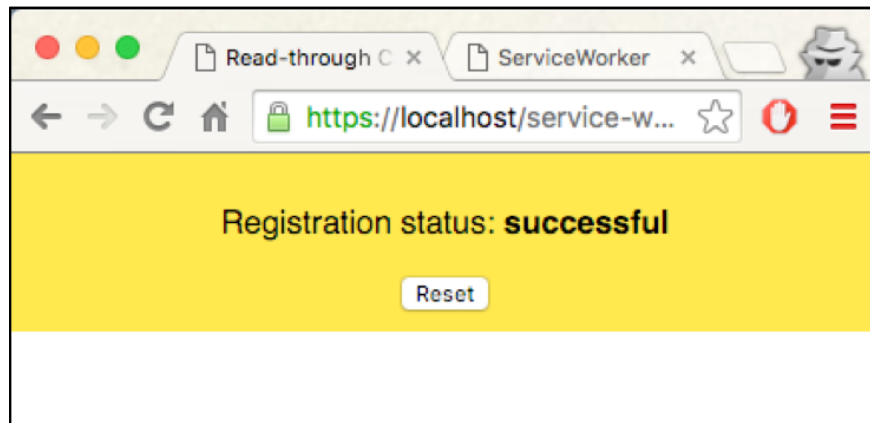 Read-through C
ServiceWorker
https://localhost/service-w...
Registration status: successful
Reset